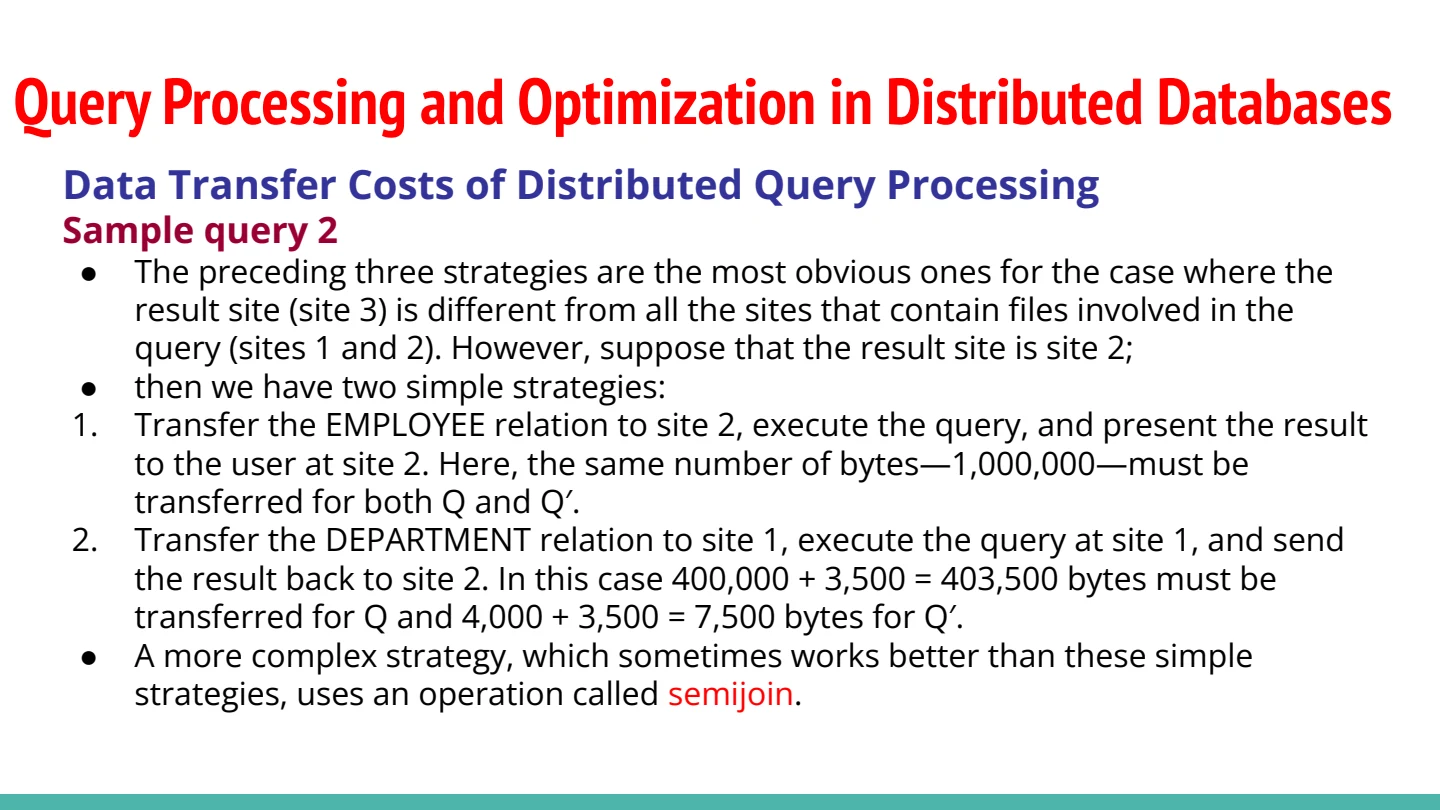 Query Processing and Optimization in Distributed Databases
Data Transfer Costs of Distributed Query Processing
Sample query 2
● The preceding three strategies are the most obvious ones for the case where the
result site (site 3) is different from all the sites that contain files involved in the
query (sites 1 and 2). However, suppose that the result site is site 2;
● then we have two simple strategies:
1. Transfer the EMPLOYEE relation to site 2, execute the query, and present the result
to the user at site 2. Here, the same number of bytes—1,000,000—must be
transferred for both Q and Q′.
2. Transfer the DEPARTMENT relation to site 1, execute the query at site 1, and send
the result back to site 2. In this case 400,000 + 3,500 = 403,500 bytes must be
transferred for Q and 4,000 + 3,500 = 7,500 bytes for Q′.
● A more complex strategy, which sometimes works better than these simple
strategies, uses an operation called semijoin.